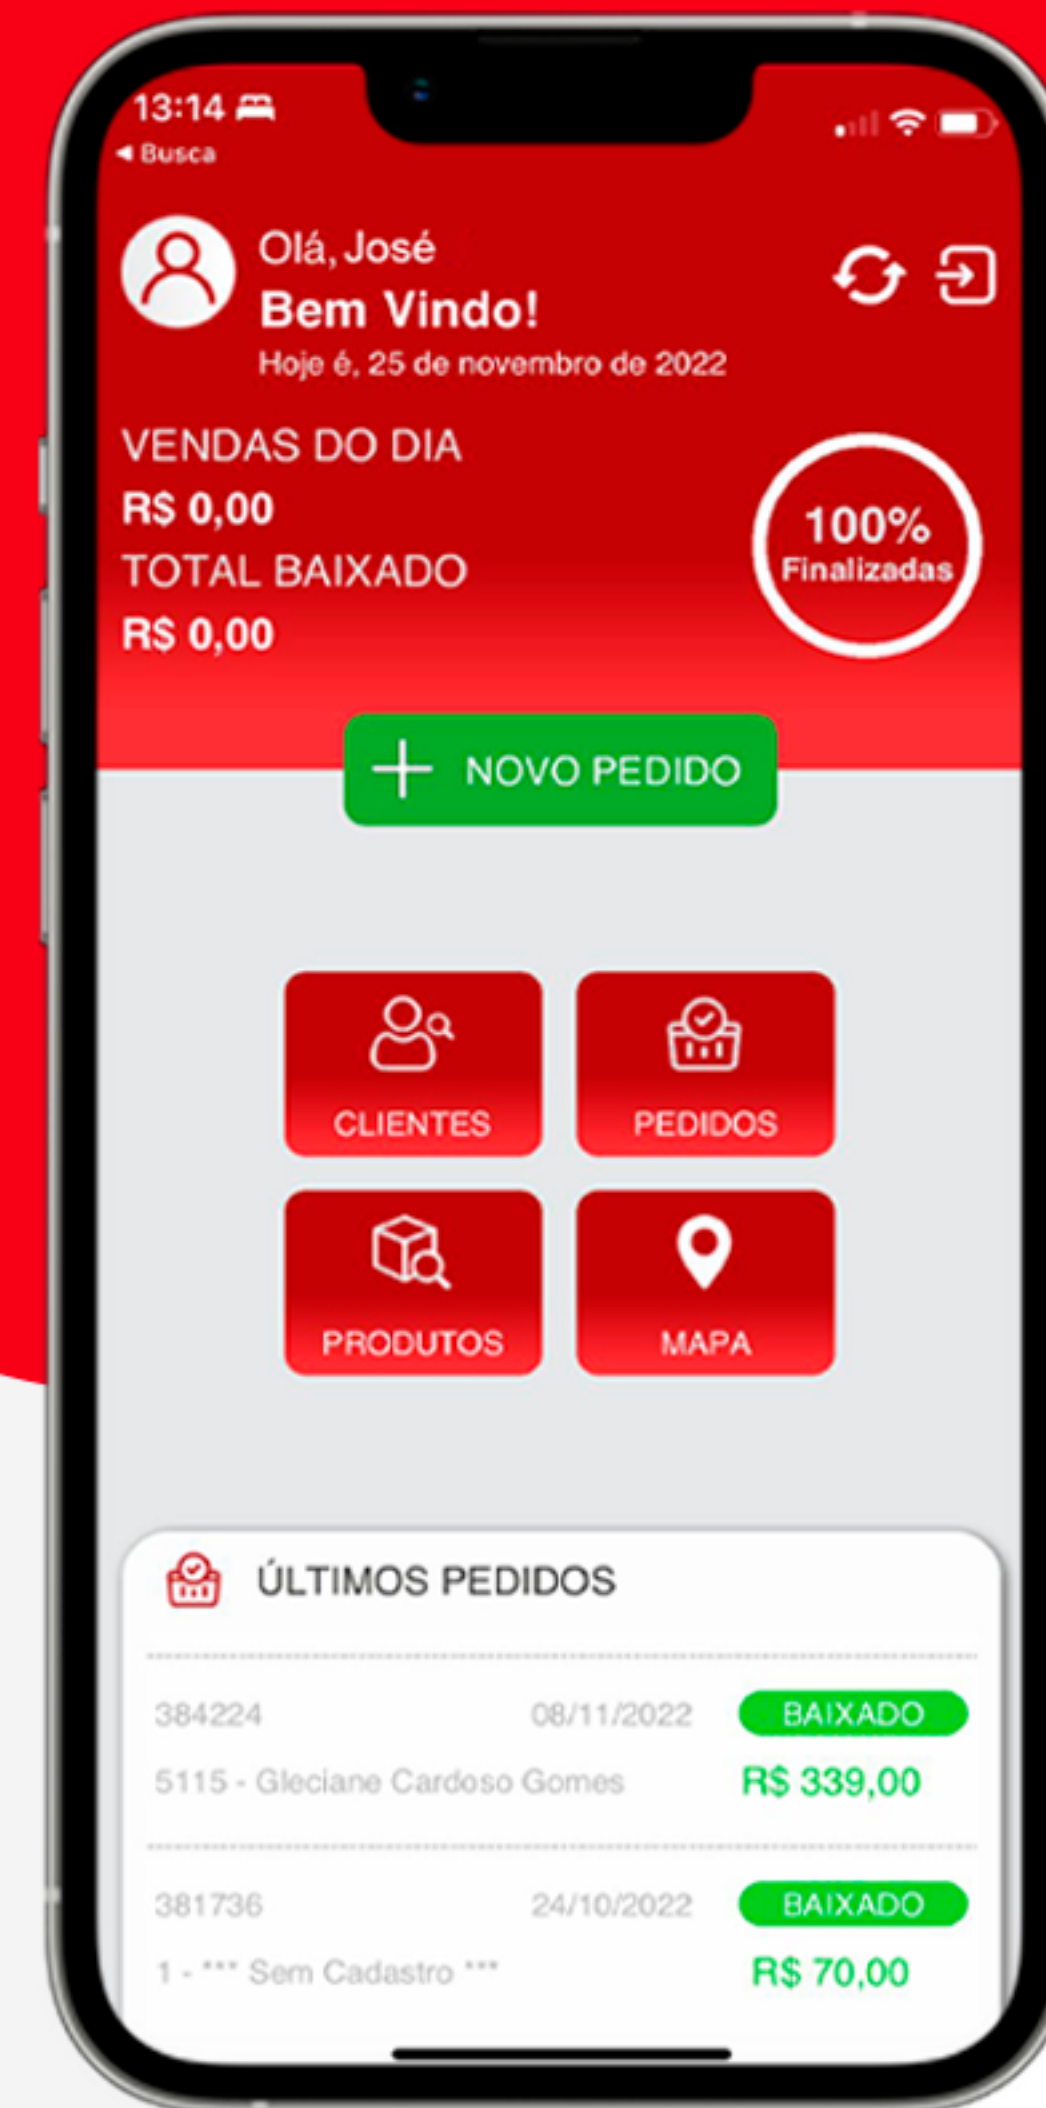 13:14
◀ Busca
Olá, José
Bem Vindo!
Hoje é, 25 de novembro de 2022
VENDAS DO DIA
R$ 0,00
TOTAL BAIXADO
R$ 0,00
100%
Finalizadas
+ NOVO PEDIDO
CLIENTES
PEDIDOS
PRODUTOS
MAPA
ÚLTIMOS PEDIDOS
384224 08/11/2022 BAIXADO
5115 - Gleciane Cardoso Gomes R$ 339,00
381736 24/10/2022 BAIXADO
1 - *** Sem Cadastro *** R$ 70,00